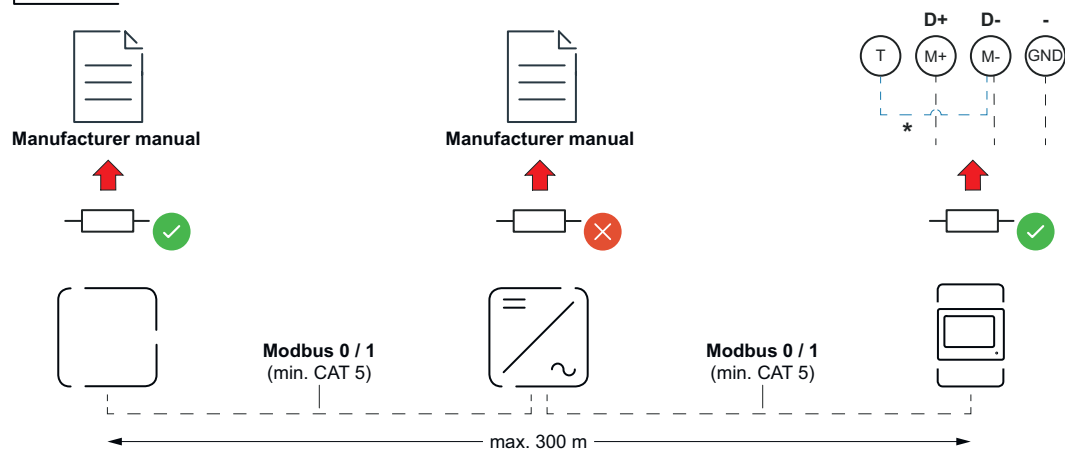 D+ D- -
T M+ M- GND
Manufacturer manual Manufacturer manual
*
Modbus 0 / 1 Modbus 0 / 1
(min. CAT 5) (min. CAT 5)
max. 300 m